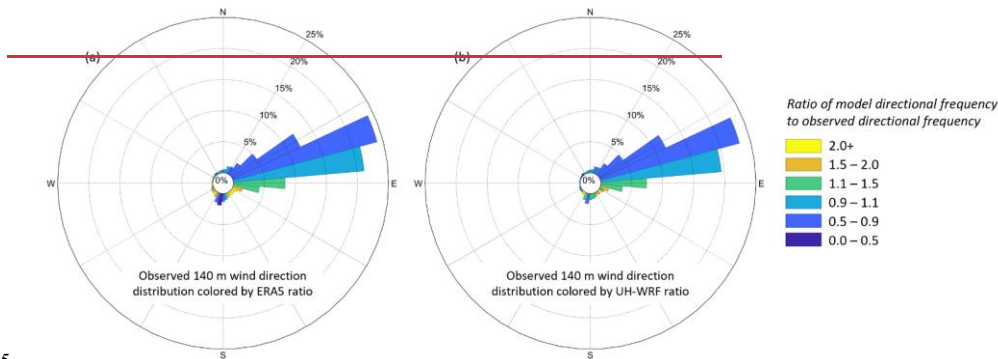 N
25%
(a)
20%
15%
10%
5%
W
0%
E
Observed 140 m wind direction
distribution colored by ERA5 ratio
S
N
25%
(b)
20%
15%
10%
5%
W
0%
E
Observed 140 m wind direction
distribution colored by UH-WRF ratio
S
Ratio of model directional frequency
to observed directional frequency
2.0+
1.5 – 2.0
1.1 – 1.5
0.9 – 1.1
0.5 – 0.9
0.0 – 0.5
5